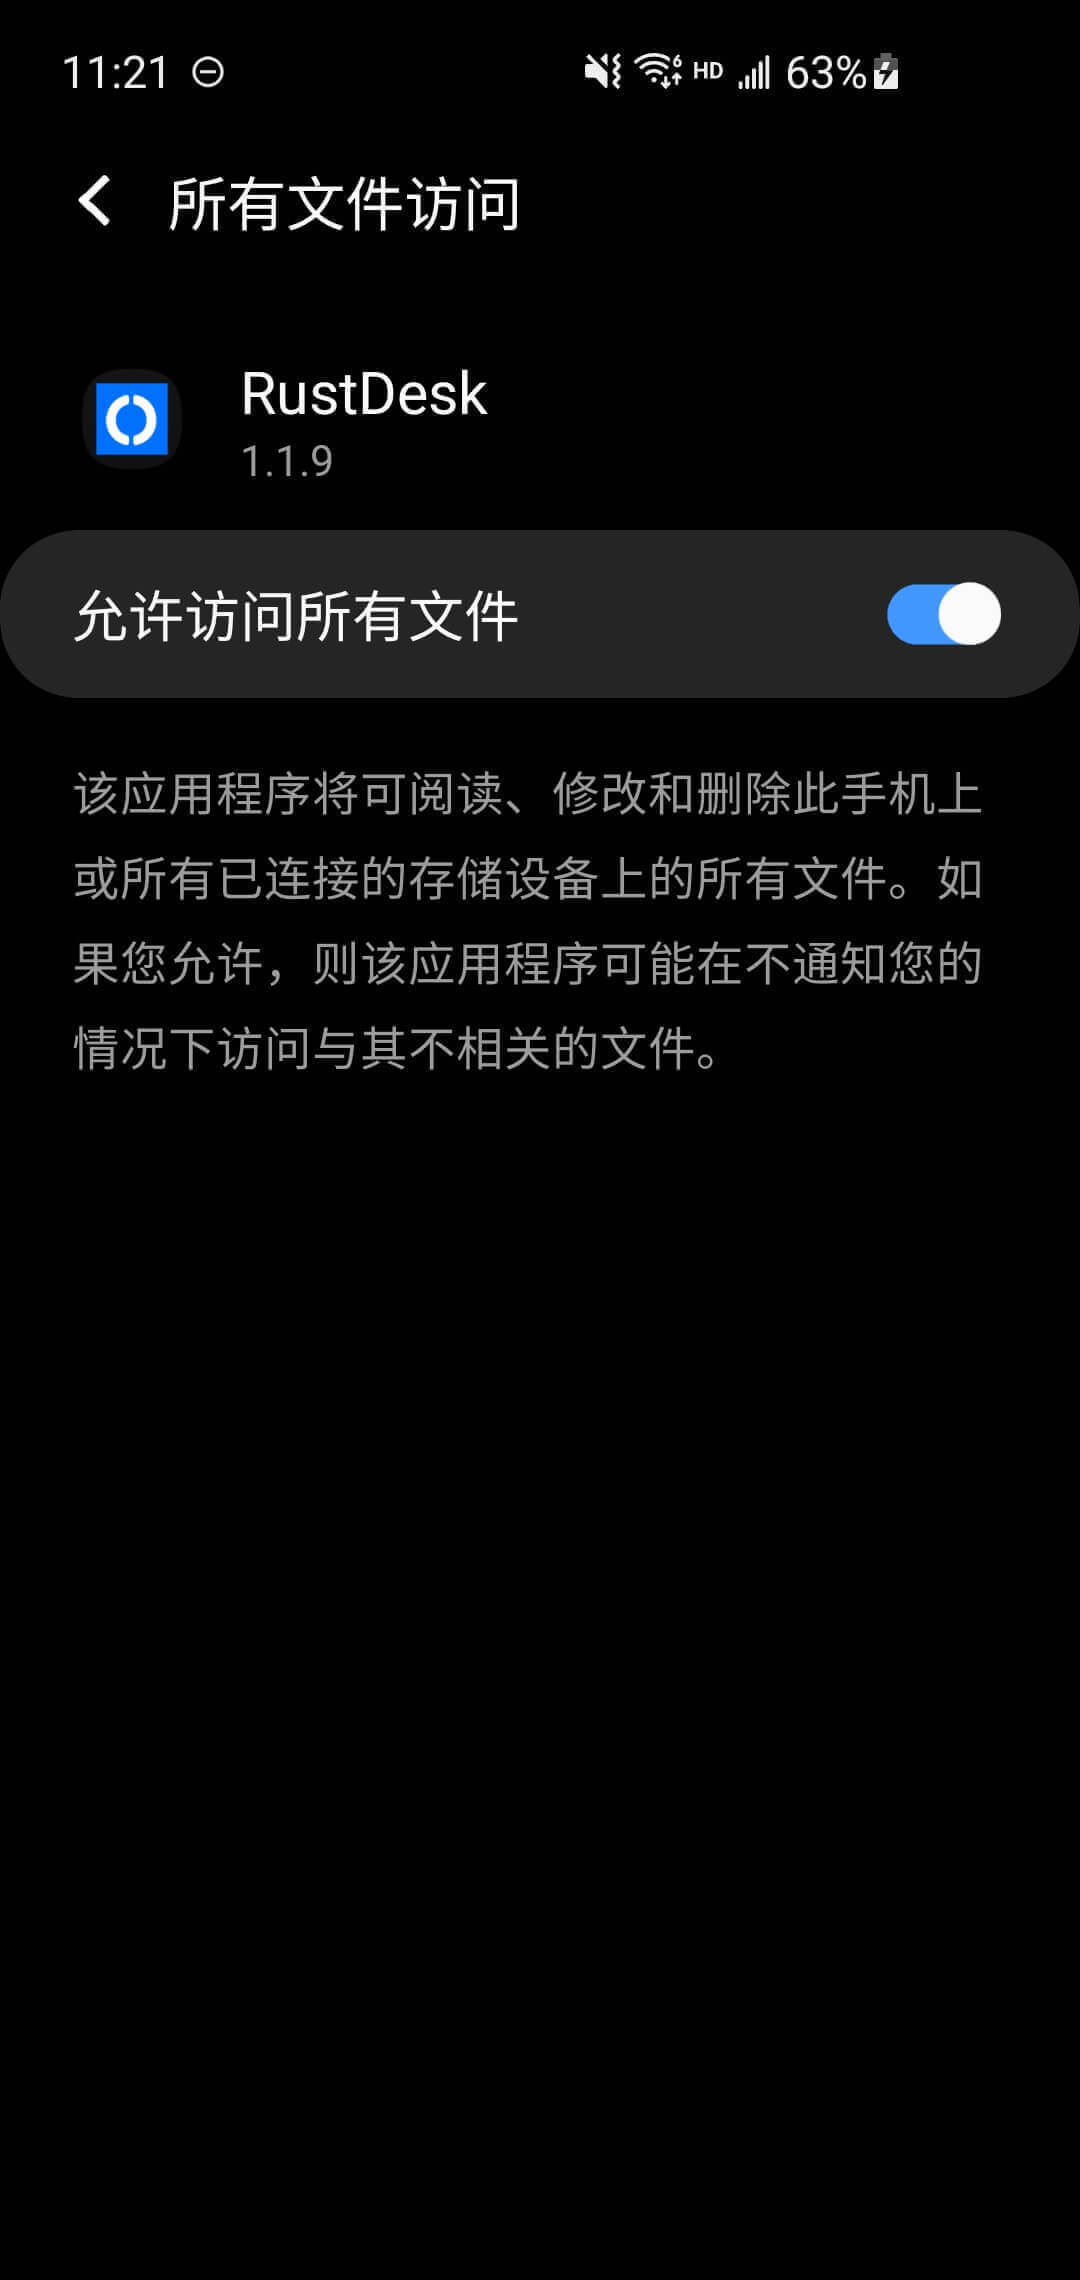 11:21
6 HD 63%
所有文件访问
RustDesk
1.1.9
允许访问所有文件
该应用程序将可阅读、修改和删除此手机上
或所有已连接的存储设备上的所有文件。如
果您允许，则该应用程序可能在不通知您的
情况下访问与其不相关的文件。